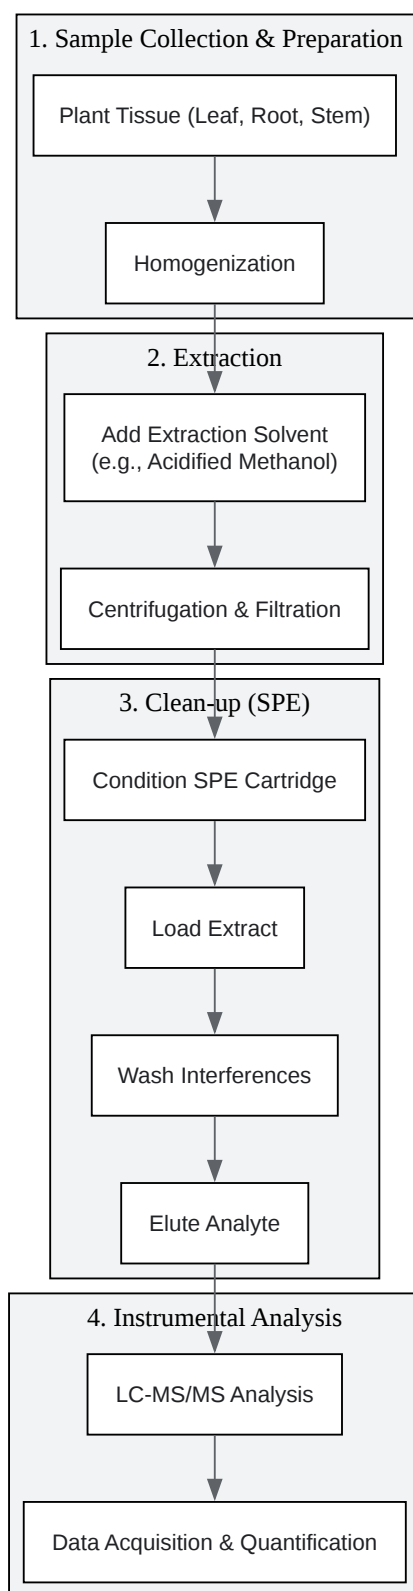 1. Sample Collection & Preparation
Plant Tissue (Leaf, Root, Stem)
Homogenization
2. Extraction
Add Extraction Solvent
(e.g., Acidified Methanol)
Centrifugation & Filtration
3. Clean-up (SPE)
Condition SPE Cartridge
Load Extract
Wash Interferences
Elute Analyte
4. Instrumental Analysis
LC-MS/MS Analysis
Data Acquisition & Quantification